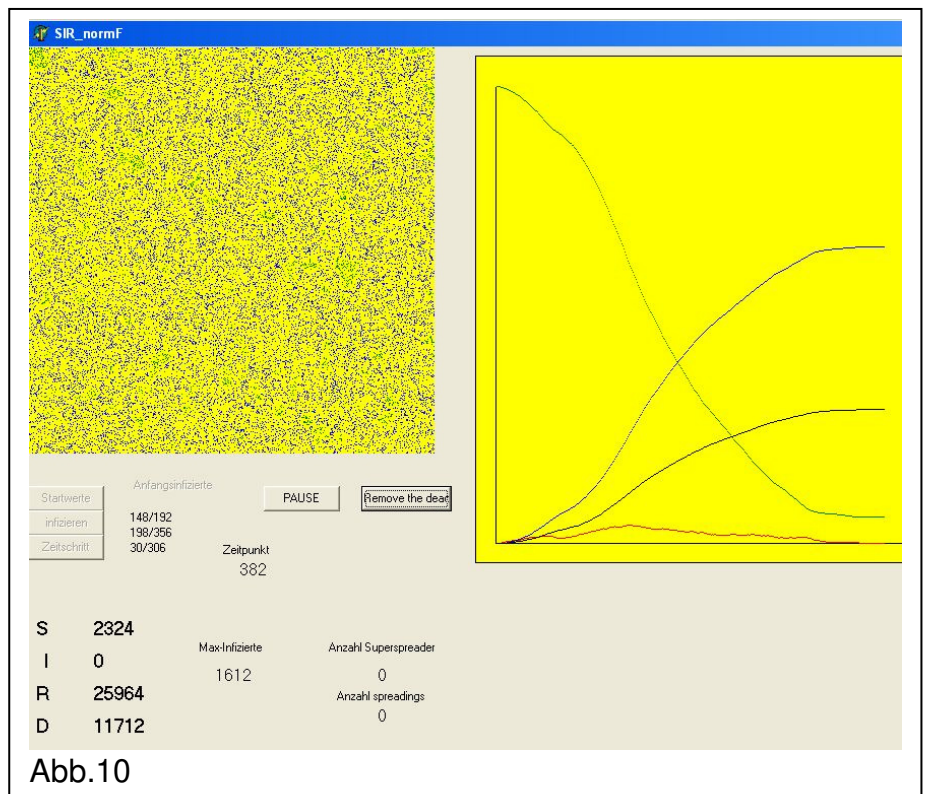 SIR_normF
Anfangsinfizierte
Startwerte
PAUSE
Remove the dead
infizieren
148/192
198/356
Zeitschritt
30/306
Zeitpunkt
382
S 2324
Max-Infizierte Anzahl Superspreader
I 0
1612 0
R 25964
Anzahl spreadings
D 11712
0
Abb.10